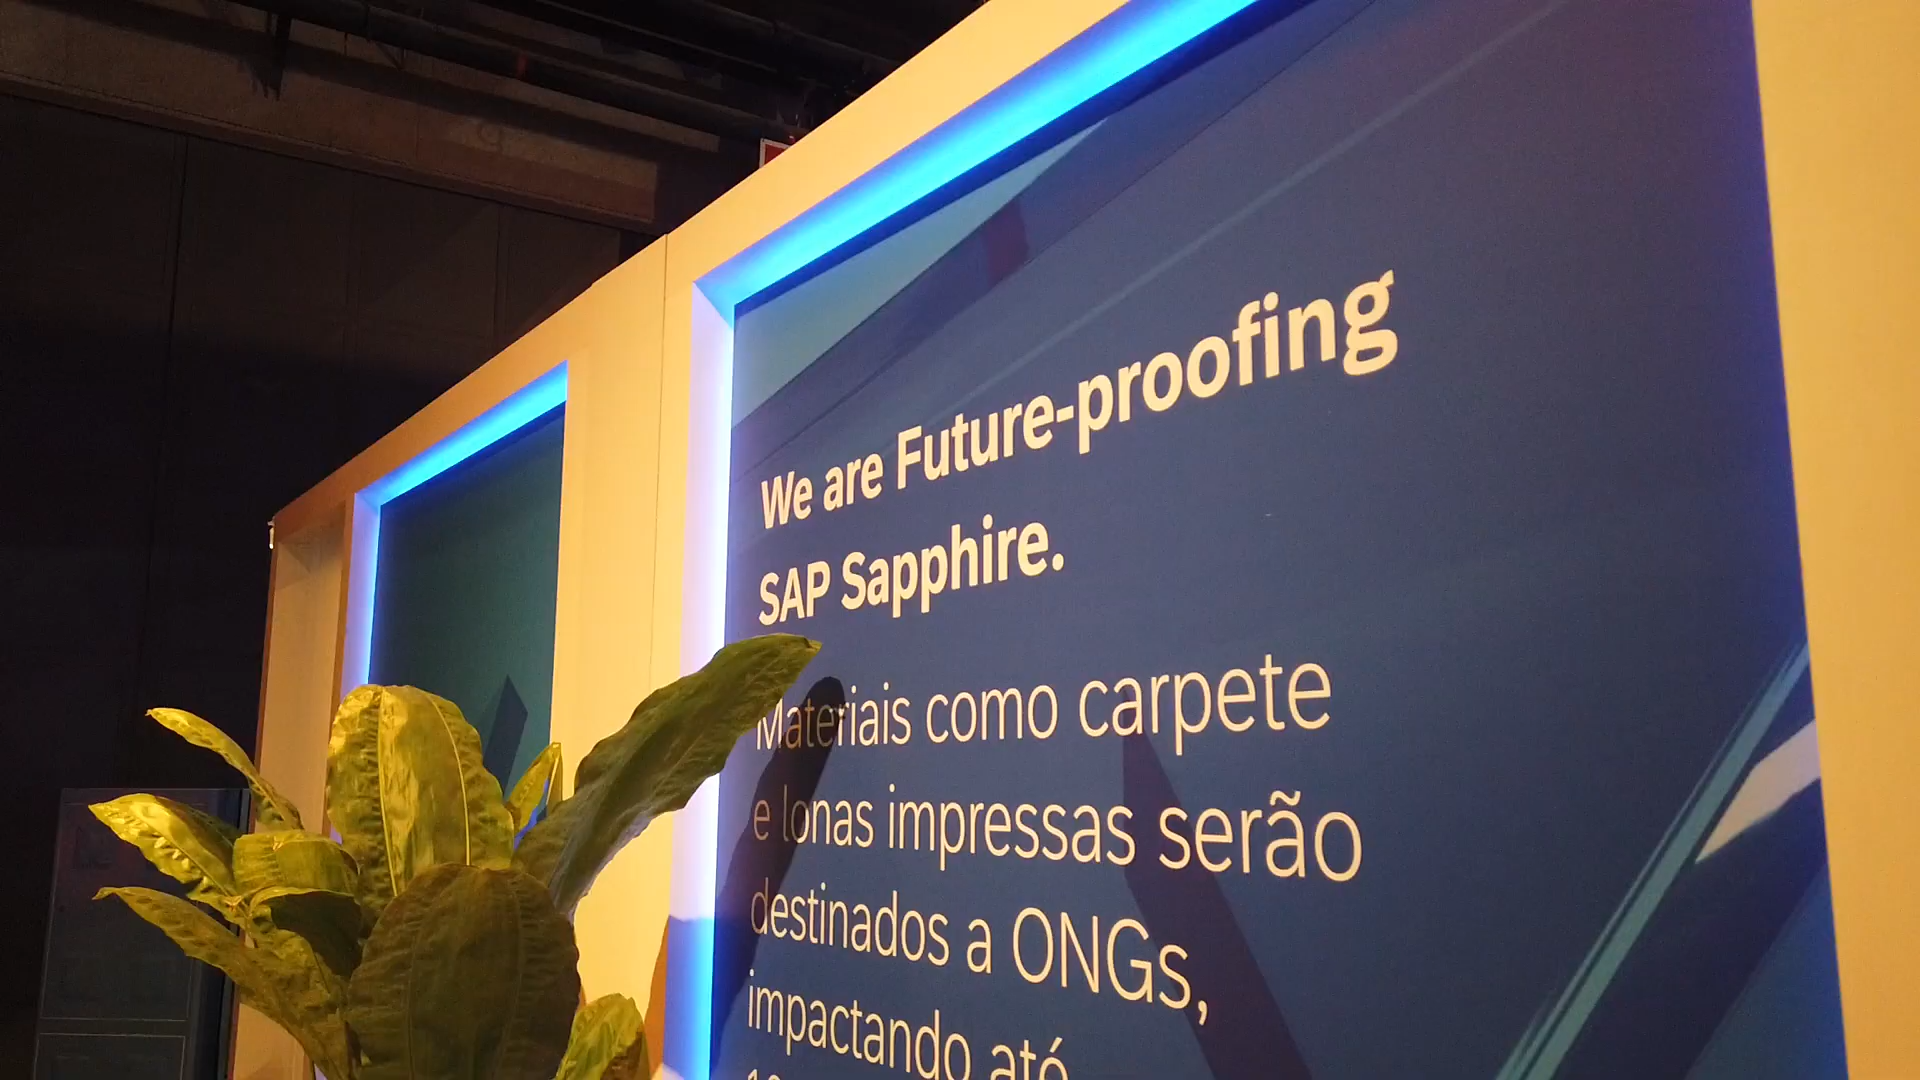 We are Future-proofing
SAP Sapphire.
Materiais como carpete
e lonas impressas serão
destinados a ONGs,
impactando até